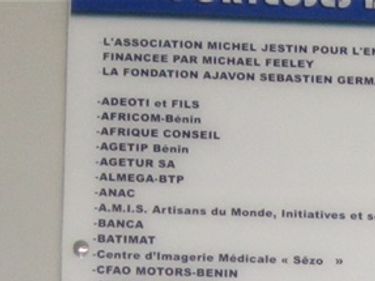 -L'ASSOCIATION MICHEL JESTIN POUR
FINANCEE PAR MICHAEL FEELEY
-LA FONDATION AJAVON SEBASTIEN
-ADEOTI et FILS
-AFRICOM-Bénin
-AFRIQUE CONSEIL
-AGETIP Bénin
-AGETUR SA
-ALMEGA-BTP
-ANAC
-A.M.I.S. Artisans du Monde, Initiatives et
-BANCA
-BATIMAT
-Centre d'Imagerie Médicale « Sêzo »
-CFAO MOTORS-BENIN